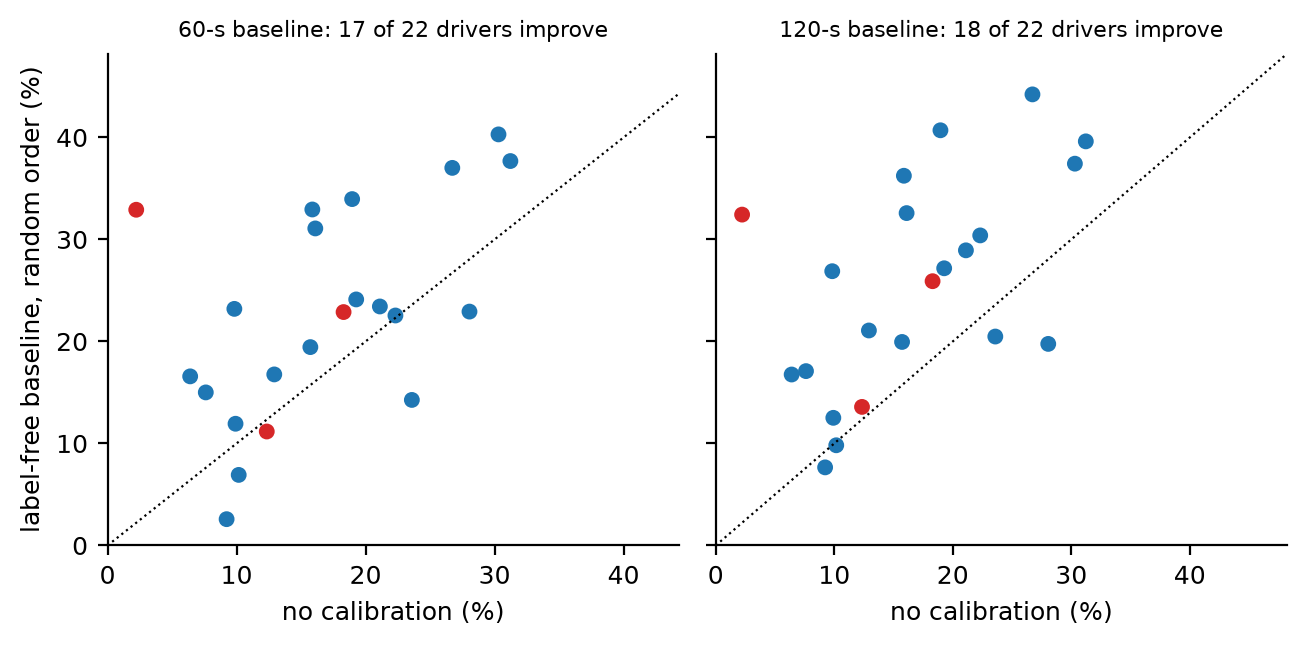 60-s baseline: 17 of 22 drivers improve
120-s baseline: 18 of 22 drivers improve
label-free baseline, random order (%)
40
30
20
10
0
0 10 20 30 40
0 10 20 30 40
no calibration (%)
no calibration (%)